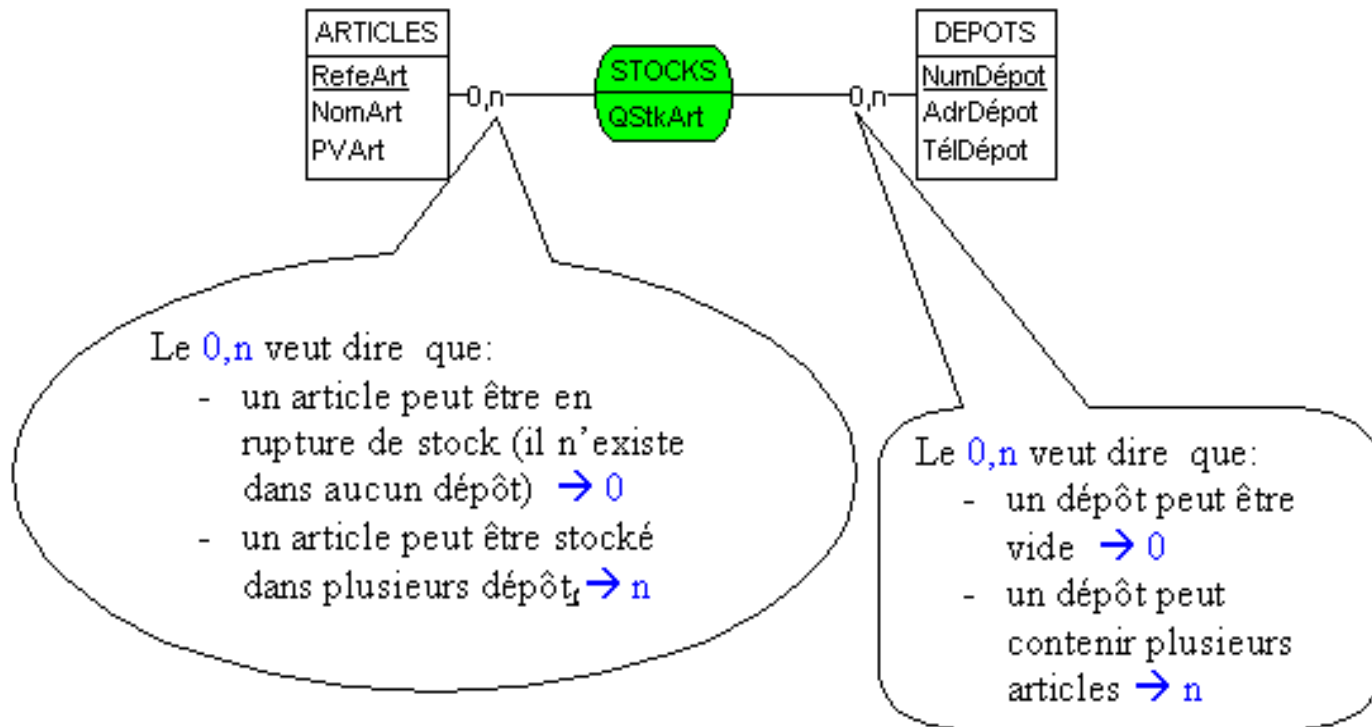 ARTICLES
RefeArt
NomArt
PVArt
0,n
STOCKS
QStkArt
0,n
DEPOTS
NumDépot
AdrDépot
TélDépot
Le 0,n veut dire que:
- un article peut être en
rupture de stock (il n'existe
dans aucun dépôt) → 0
- un article peut être stocké
dans plusieurs dépôts → n
Le 0,n veut dire que:
- un dépôt peut être
vide → 0
- un dépôt peut
contenir plusieurs
articles → n